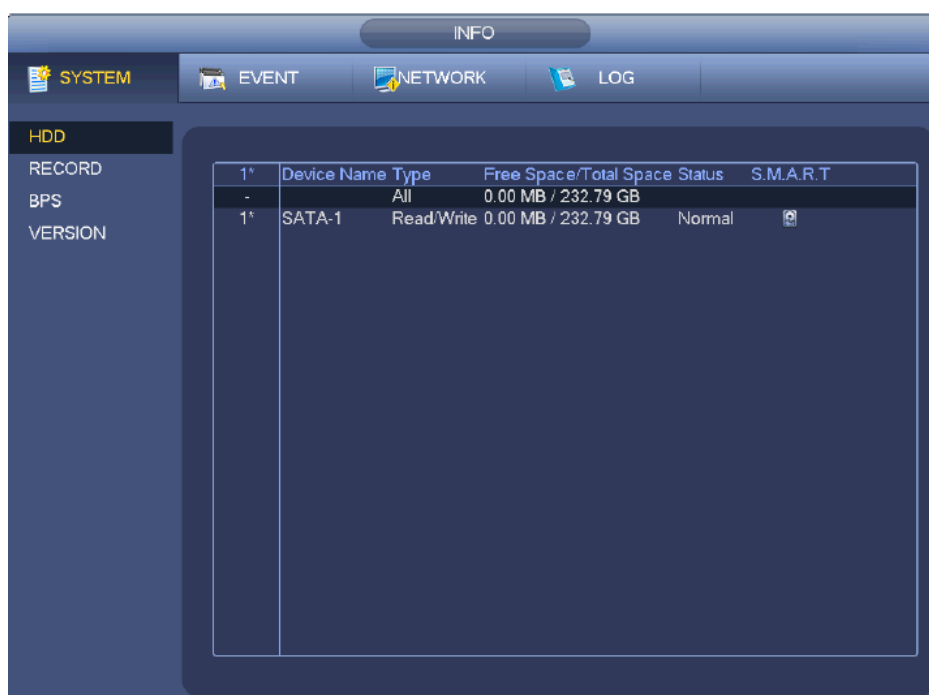 INFO
SYSTEM EVENT NETWORK LOG
HDD
RECORD
BPS
VERSION
1* Device Name Type Free Space/Total Space Status S.M.A.R.T
- All 0.00 MB / 232.79 GB
1* SATA-1 Read/Write 0.00 MB / 232.79 GB Normal